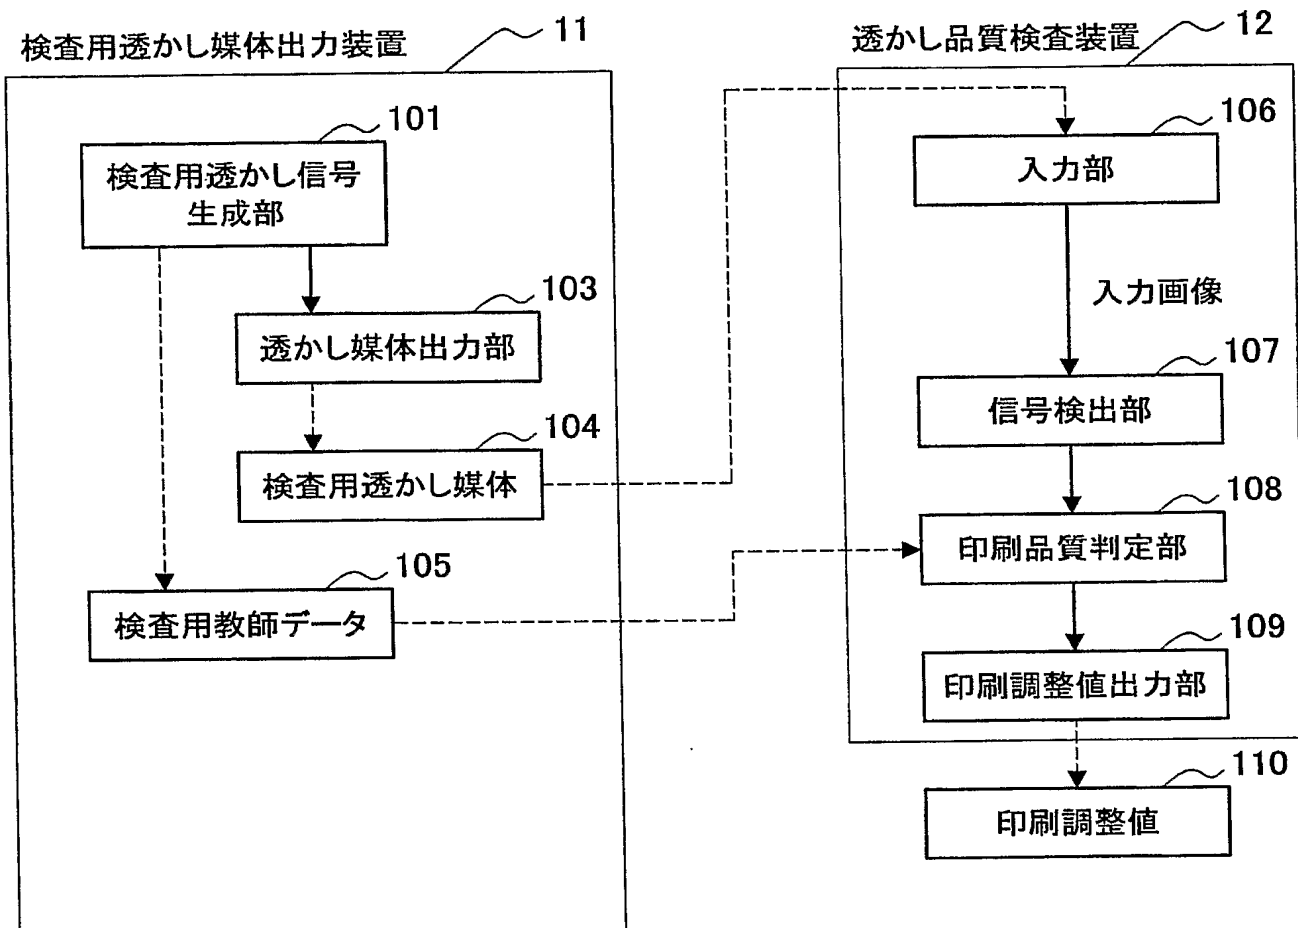 検査用透かし媒体出力装置
11
101
検査用透かし信号
生成部
103
透かし媒体出力部
104
検査用透かし媒体
105
検査用教師データ
透かし品質検査装置
12
106
入力部
入力画像
107
信号検出部
108
印刷品質判定部
109
印刷調整値出力部
110
印刷調整値